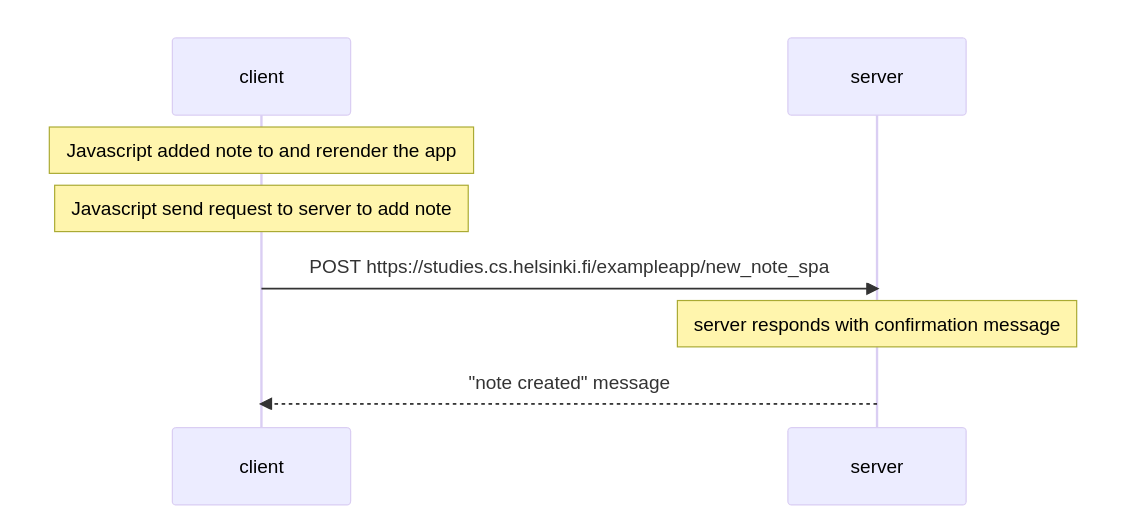 client
server
Javascript added note to and rerender the app
Javascript send request to server to add note
POST https://studies.cs.helsinki.fi/exampleapp/new_note_spa
server responds with confirmation message
"note created" message
client
server